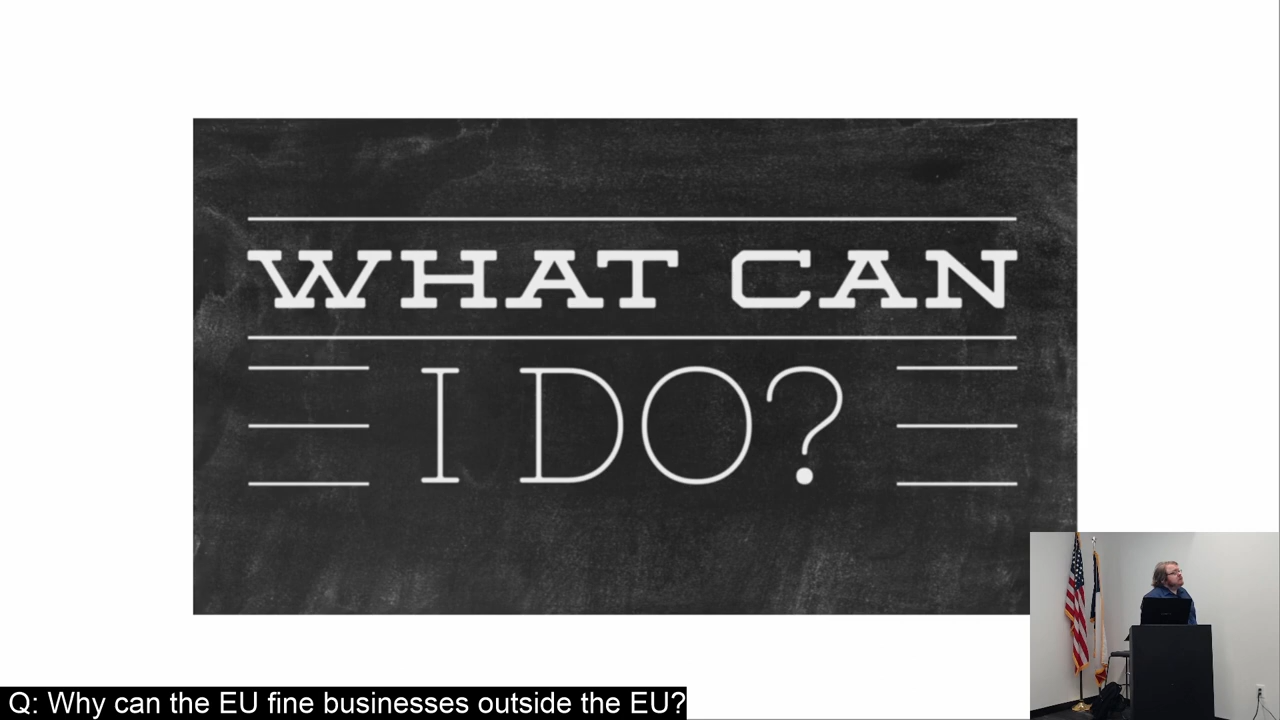 WHAT CAN
I DO?
Q: Why can the EU fine businesses outside the EU?